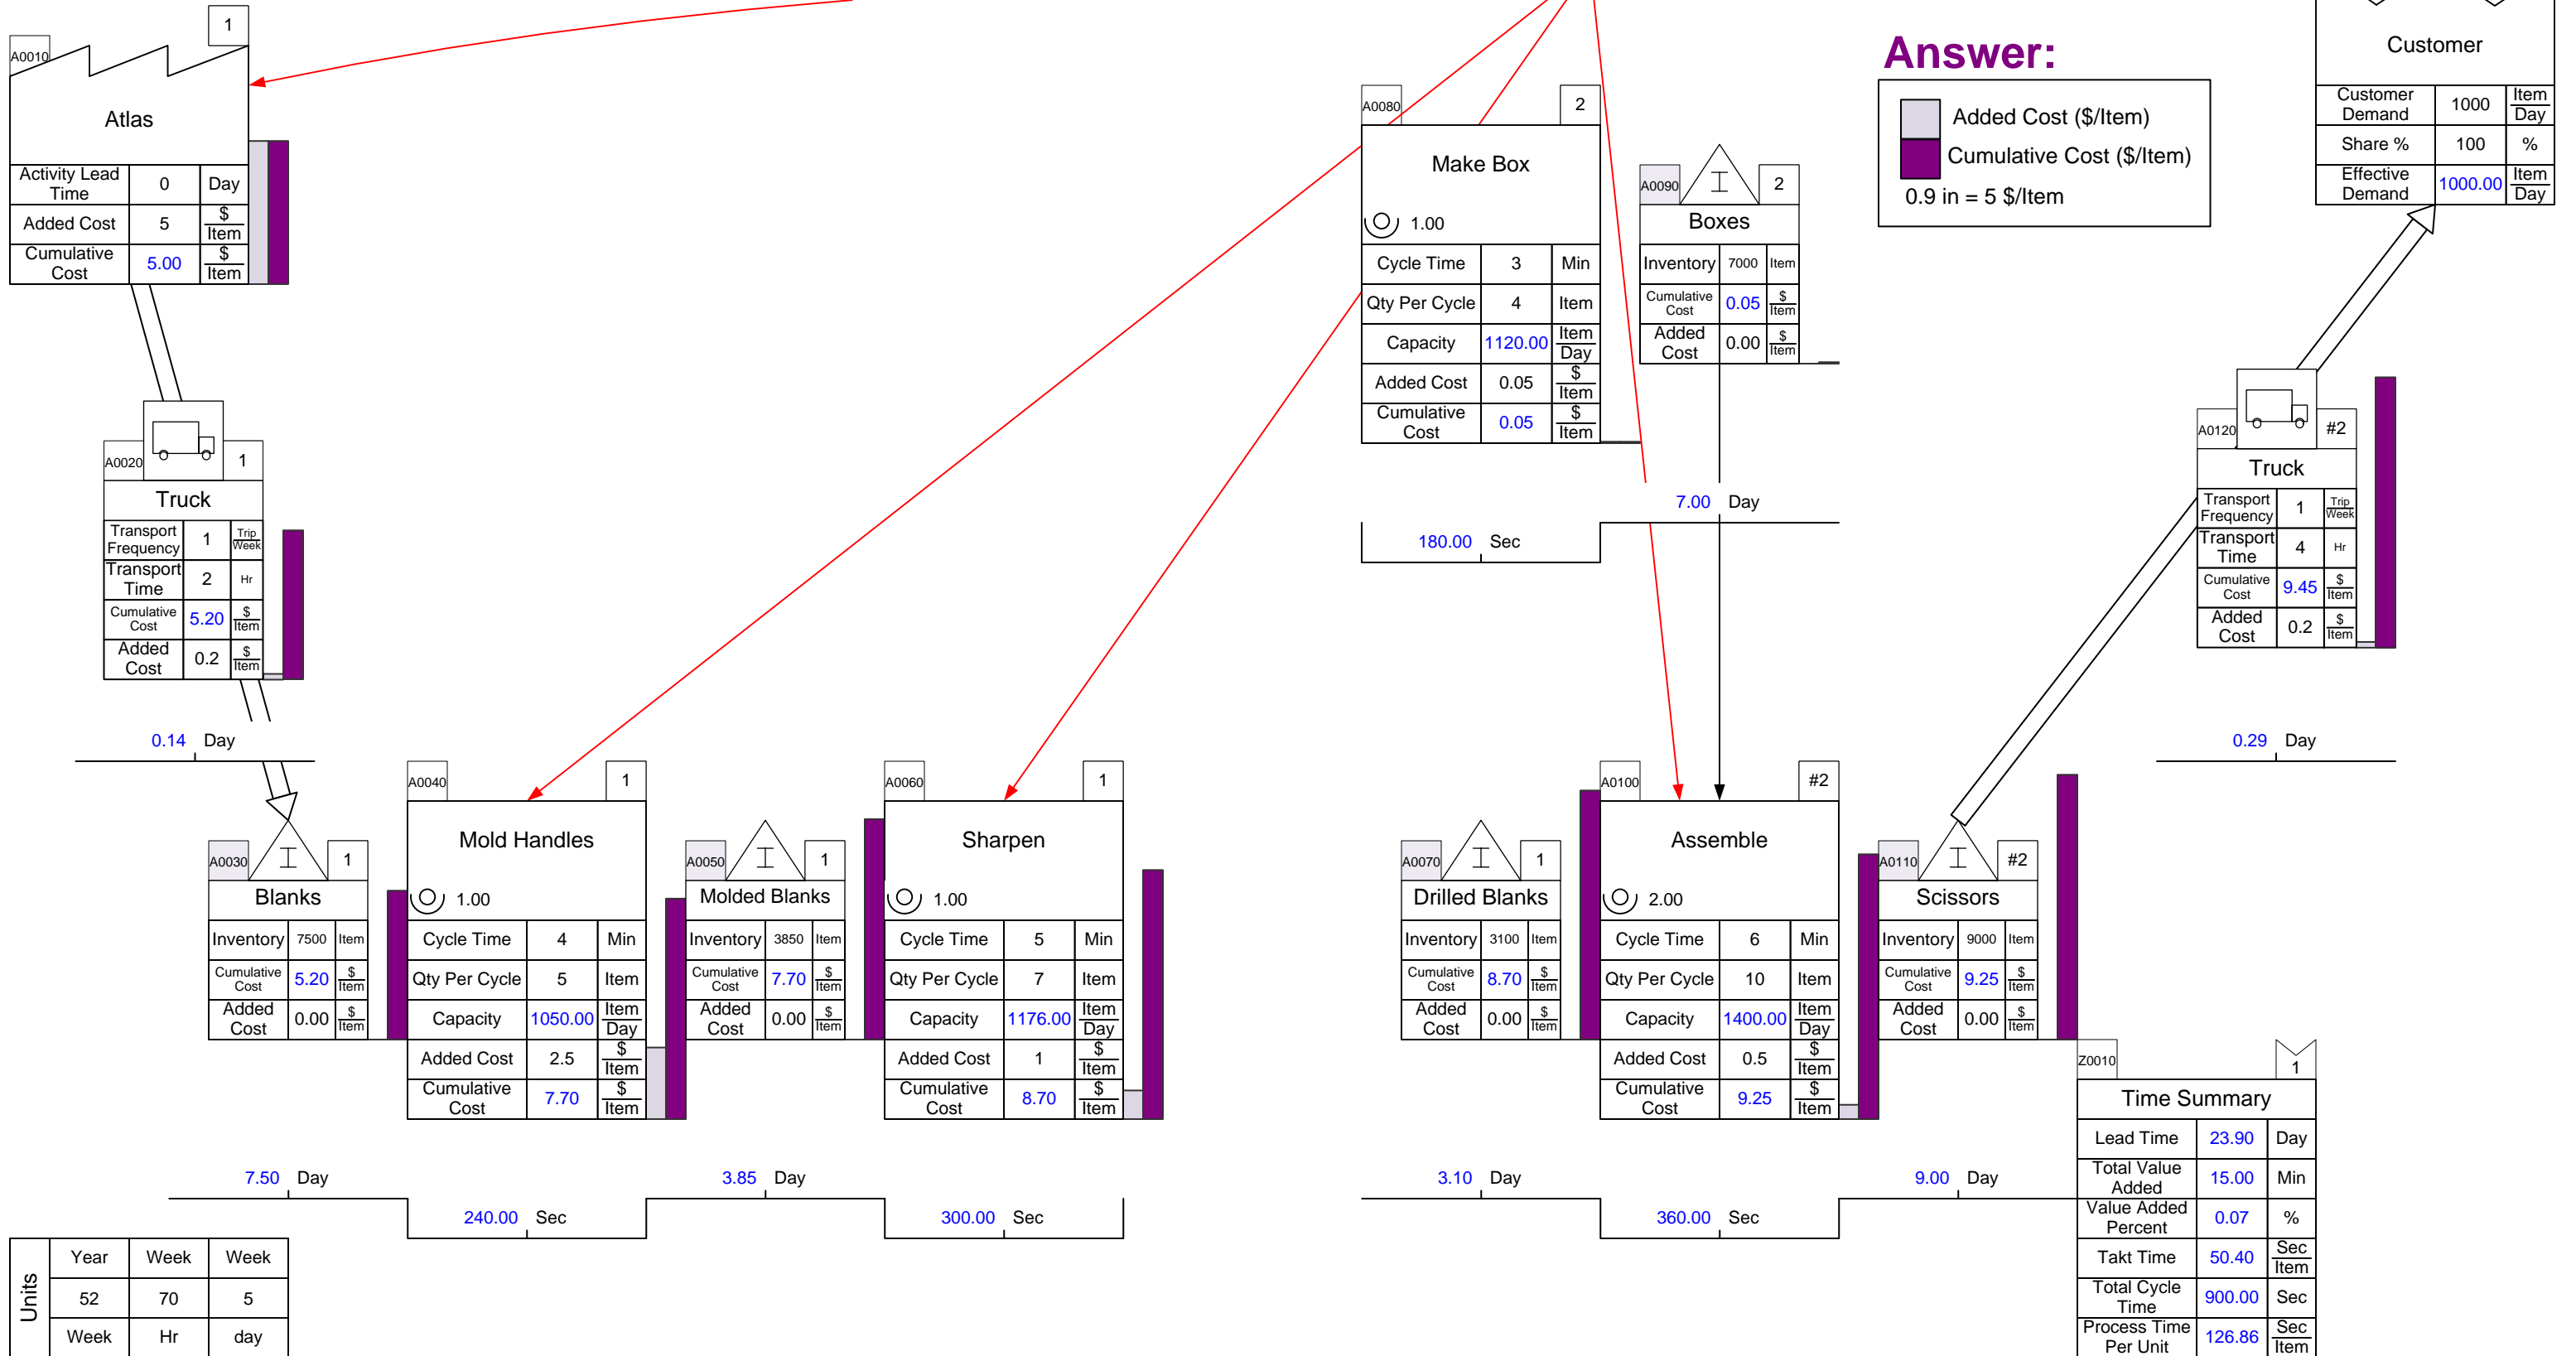 A0010
1
Atlas
Activity Lead Time 0 Day
Added Cost 5 $ Item
Cumulative Cost 5.00 $ Item
A0020
1
Truck
Transport Frequency 1 Trip Week
Transport Time 2 Hr
Cumulative Cost 5.20 $ Item
Added Cost 0.2 $ Item
0.14 Day
A0080
2
Make Box
1.00
Cycle Time 3 Min
Qty Per Cycle 4 Item
Capacity 1120.00 Item Day
Added Cost 0.05 $ Item
Cumulative Cost 0.05 $ Item
180.00 Sec
A0090
I
2
Boxes
Inventory 7000 Item
Cumulative Cost 0.05 $ Item
Added Cost 0.00 $ Item
7.00 Day
Answer:
Added Cost ($/Item)
Cumulative Cost ($/Item)
0.9 in = 5 $/Item
Customer
Customer Demand 1000 Item Day
Share % 100 %
Effective Demand 1000.00 Item Day
A0120
#2
Truck
Transport Frequency 1 Trip Week
Transport Time 4 Hr
Cumulative Cost 9.45 $ Item
Added Cost 0.2 $ Item
0.29 Day
A0030
I
1
Blanks
Inventory 7500 Item
Cumulative Cost 5.20 $ Item
Added Cost 0.00 $ Item
7.50 Day
A0040
1
Mold Handles
1.00
Cycle Time 4 Min
Qty Per Cycle 5 Item
Capacity 1050.00 Item Day
Added Cost 2.5 $ Item
Cumulative Cost 7.70 $ Item
240.00 Sec
A0050
I
1
Molded Blanks
Inventory 3850 Item
Cumulative Cost 7.70 $ Item
Added Cost 0.00 $ Item
3.85 Day
A0060
1
Sharpen
1.00
Cycle Time 5 Min
Qty Per Cycle 7 Item
Capacity 1176.00 Item Day
Added Cost 1 $ Item
Cumulative Cost 8.70 $ Item
300.00 Sec
A0070
I
1
Drilled Blanks
Inventory 3100 Item
Cumulative Cost 8.70 $ Item
Added Cost 0.00 $ Item
3.10 Day
A0100
#2
Assemble
2.00
Cycle Time 6 Min
Qty Per Cycle 10 Item
Capacity 1400.00 Item Day
Added Cost 0.5 $ Item
Cumulative Cost 9.25 $ Item
360.00 Sec
A0110
I
#2
Scissors
Inventory 9000 Item
Cumulative Cost 9.25 $ Item
Added Cost 0.00 $ Item
9.00 Day
Z0010
1
Time Summary
Lead Time 23.90 Day
Total Value Added 15.00 Min
Value Added Percent 0.07 %
Takt Time 50.40 Sec Item
Total Cycle Time 900.00 Sec
Process Time Per Unit 126.86 Sec Item
Units
Year Week Week
52 70 5
Week Hr day